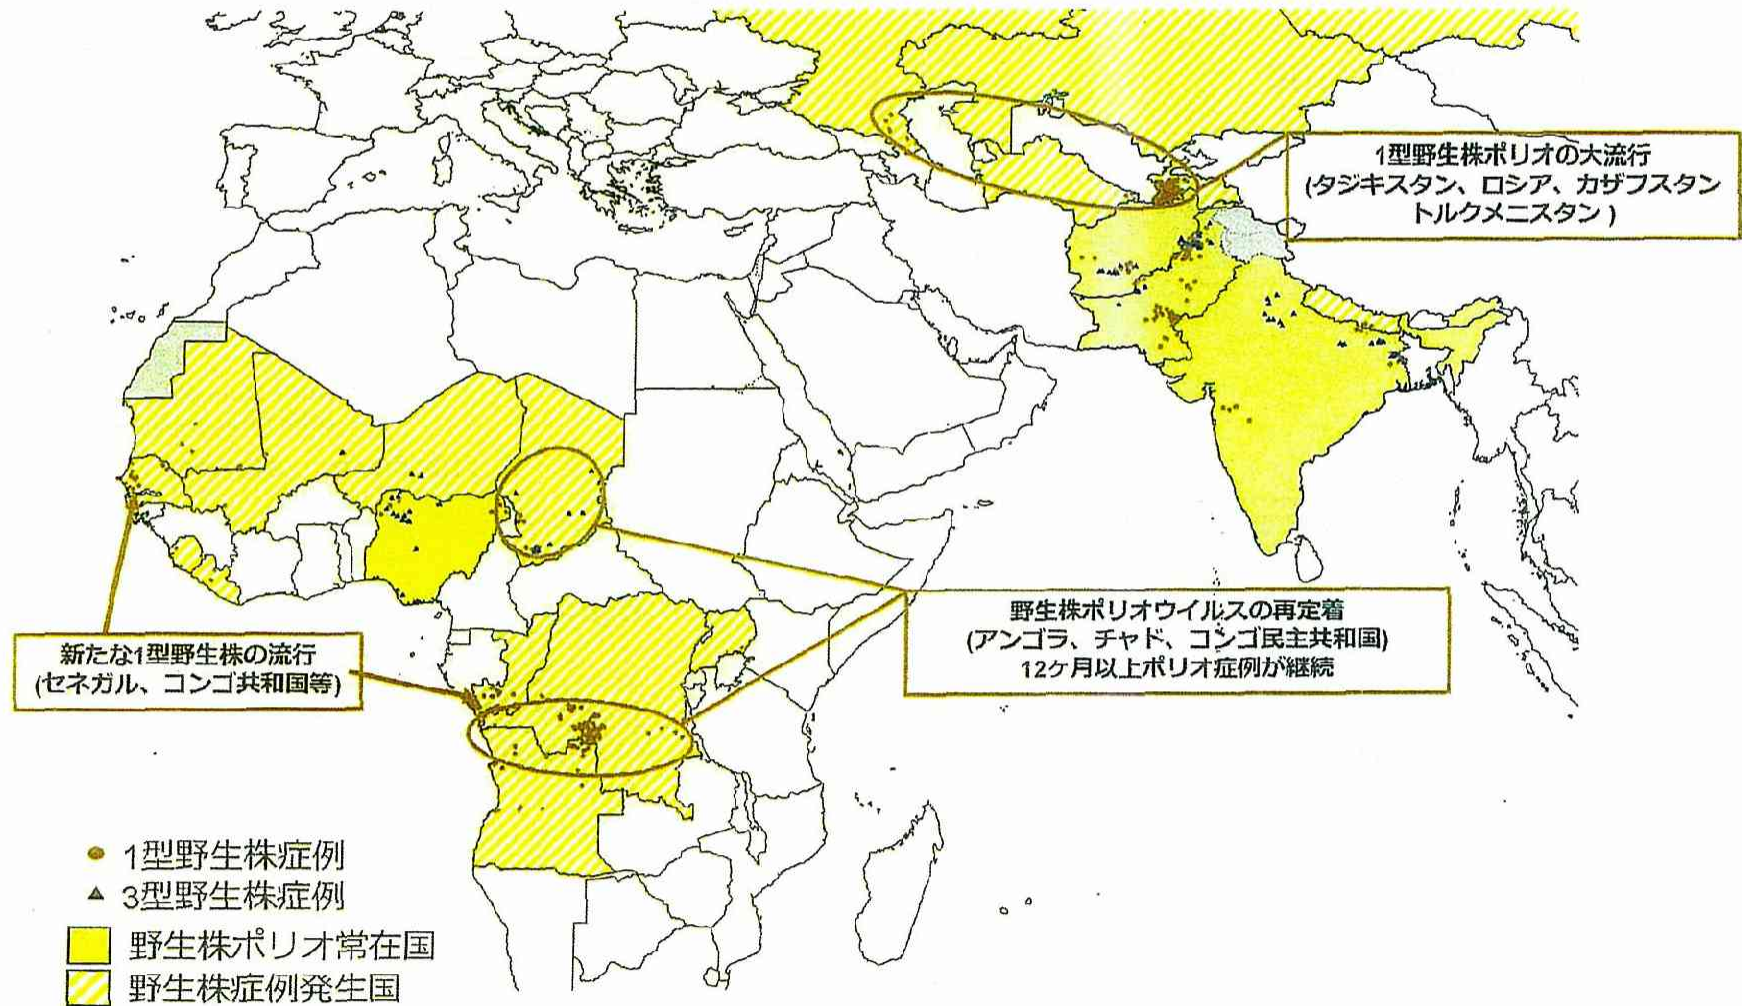 1型野生株ポリオの大流行
(タジキスタン、ロシア、カザフスタン
トルクメニスタン )
野生株ポリオウイルスの再定着
(アンゴラ、チャド、コンゴ民主共和国)
12ヶ月以上ポリオ症例が継続
新たな1型野生株の流行
(セネガル、コンゴ共和国等)
1型野生株症例
3型野生株症例
野生株ポリオ常在国
野生株症例発生国